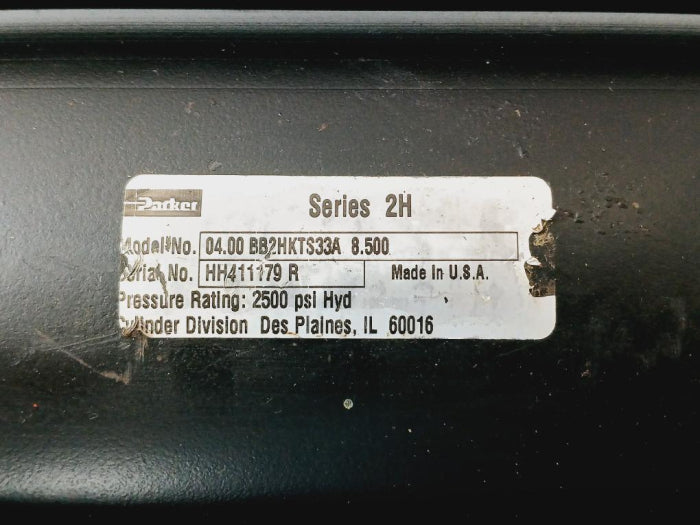 Parker
Series 2H
Model No. 04.00 BB2HKTS33A 8.500
Serial No. HH411179 R Made In U.S.A.
Pressure Rating: 2500 psi Hyd
Cylinder Division Des Plaines, IL 60016